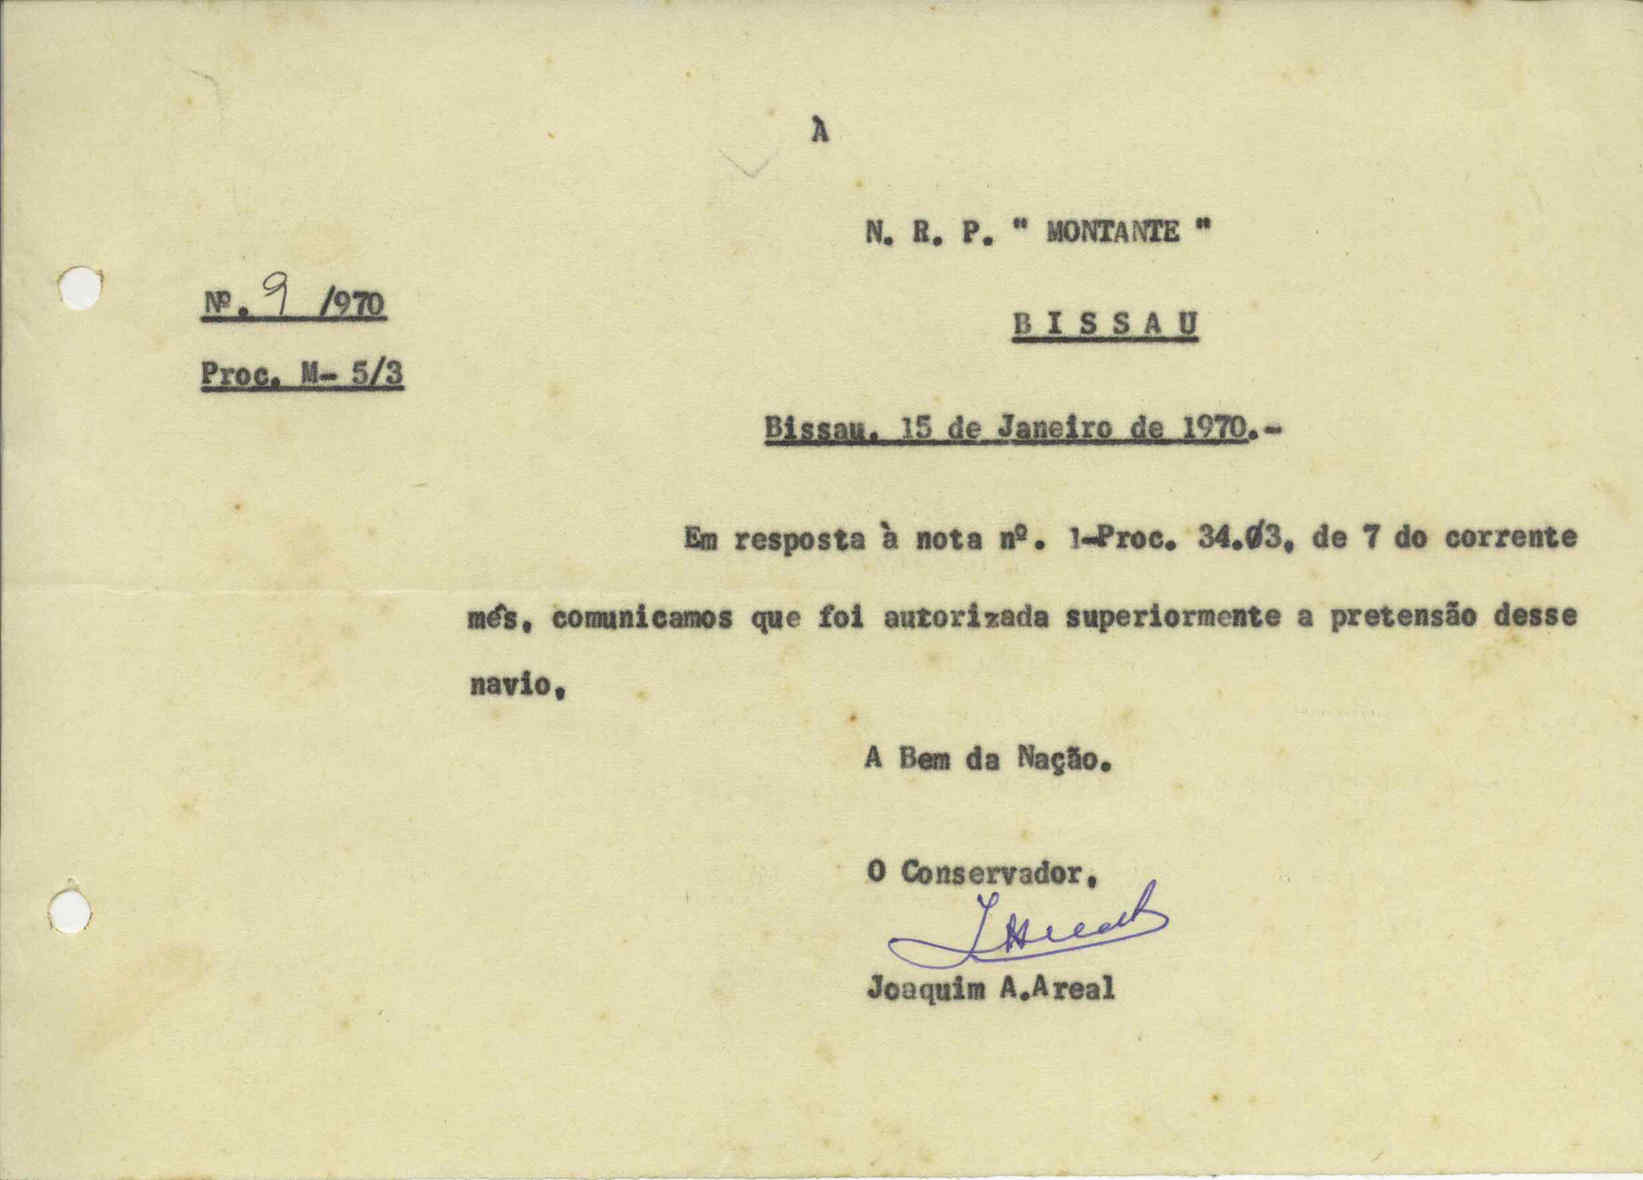 À
N. R. P. " MONTANTE "
Nº. 9 /970
B I S S A U
Proc. M- 5/3
Bissau, 15 de Janeiro de 1970.-
Em resposta à nota nº. 1-Proc. 34.Ø3, de 7 do corrente
mês, comunicamos que foi autorizada superiormente a pretensão desse
navio.
A Bem da Nação.
O Conservador,
JAreal
Joaquim A.Areal